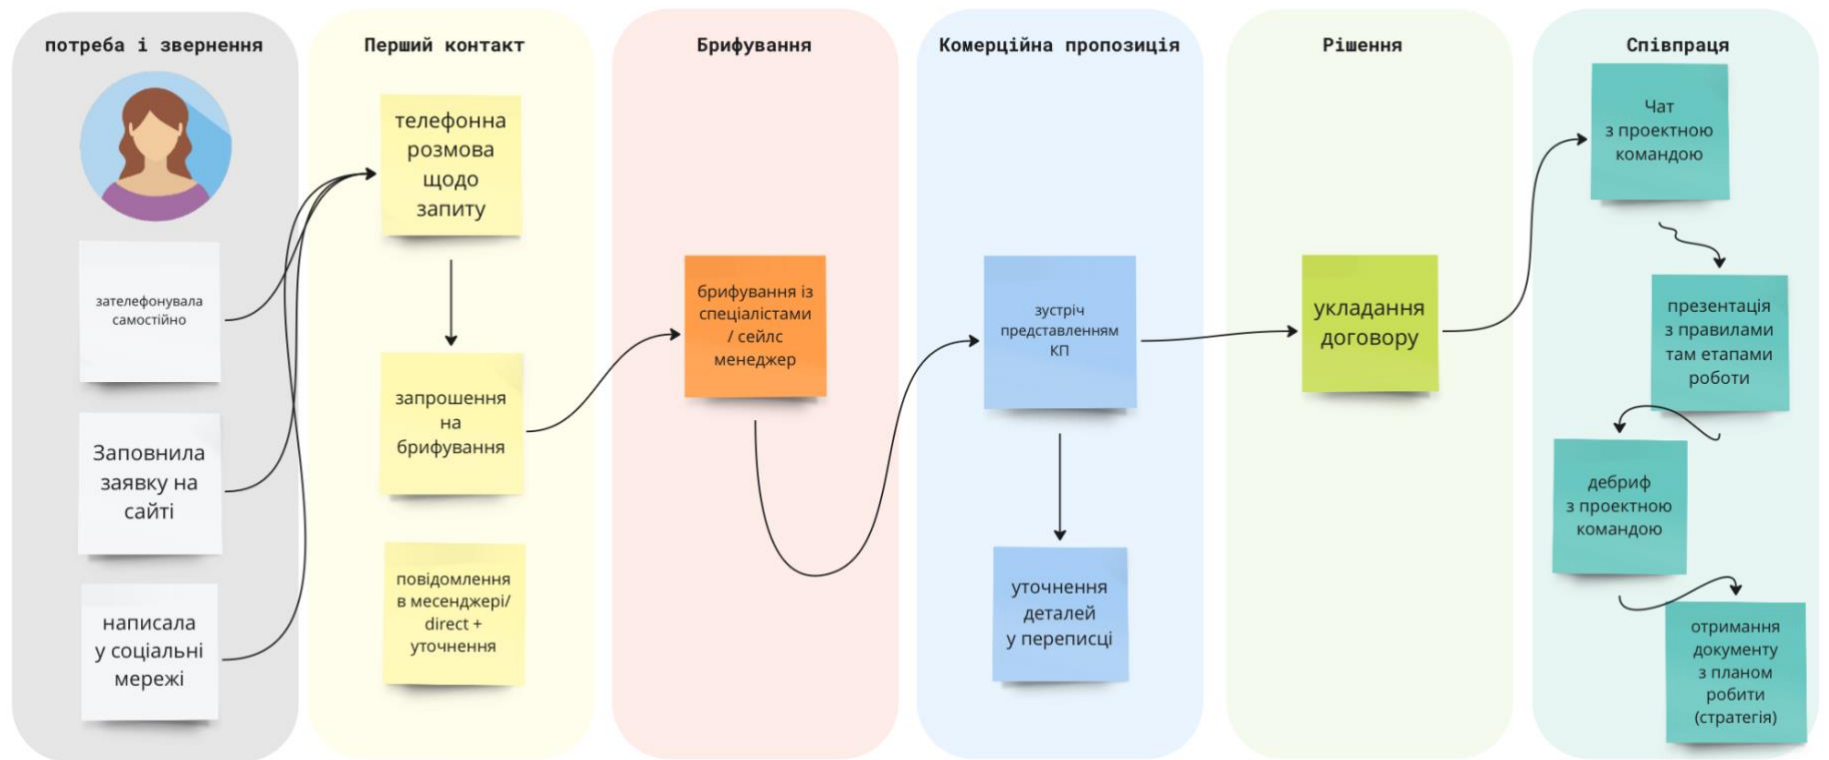 потреба і звернення
зателефонувала
самостійно
Заповнила
заявку на
сайті
написала
у соціальні
мережі
Перший контакт
телефонна
розмова
щодо
запиту
запрошення
на
брифування
повідомлення
в месенджері/
direct +
уточнення
Брифування
брифування із
спеціалістами
/ сейлс
менеджер
Комерційна пропозиція
зустріч
представленням
КП
уточнення
деталей
у переписці
Рішення
укладання
договору
Співпраця
Чат
з проектною
командою
презентація
з правилами
там етапами
роботи
дебриф
з проектною
командою
отримання
документу
з планом
робити
(стратегія)